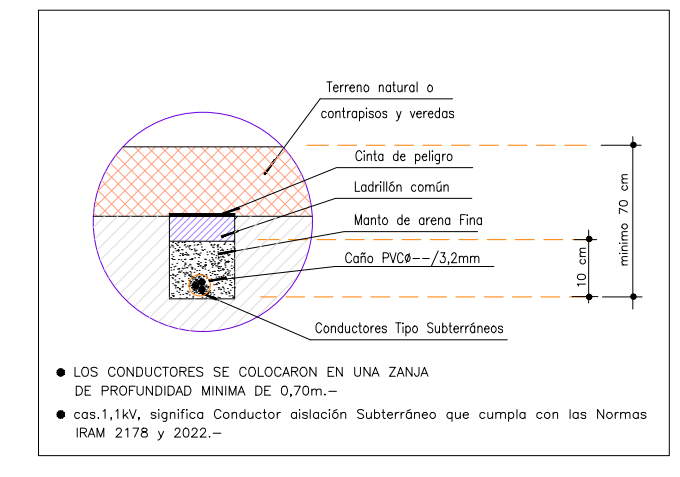 Terreno natural o
contrapisos y veredas
Cinta de peligro
Ladrillón común
Manto de arena Fina
Caño PVCø--/3,2mm
Conductores Tipo Subterráneos
10 cm
minimo 70 cm
● LOS CONDUCTORES SE COLOCARON EN UNA ZANJA
DE PROFUNDIDAD MINIMA DE 0,70m.–
● cas.1,1kV, significa Conductor aislación Subterráneo que cumpla con las Normas
IRAM 2178 y 2022.–